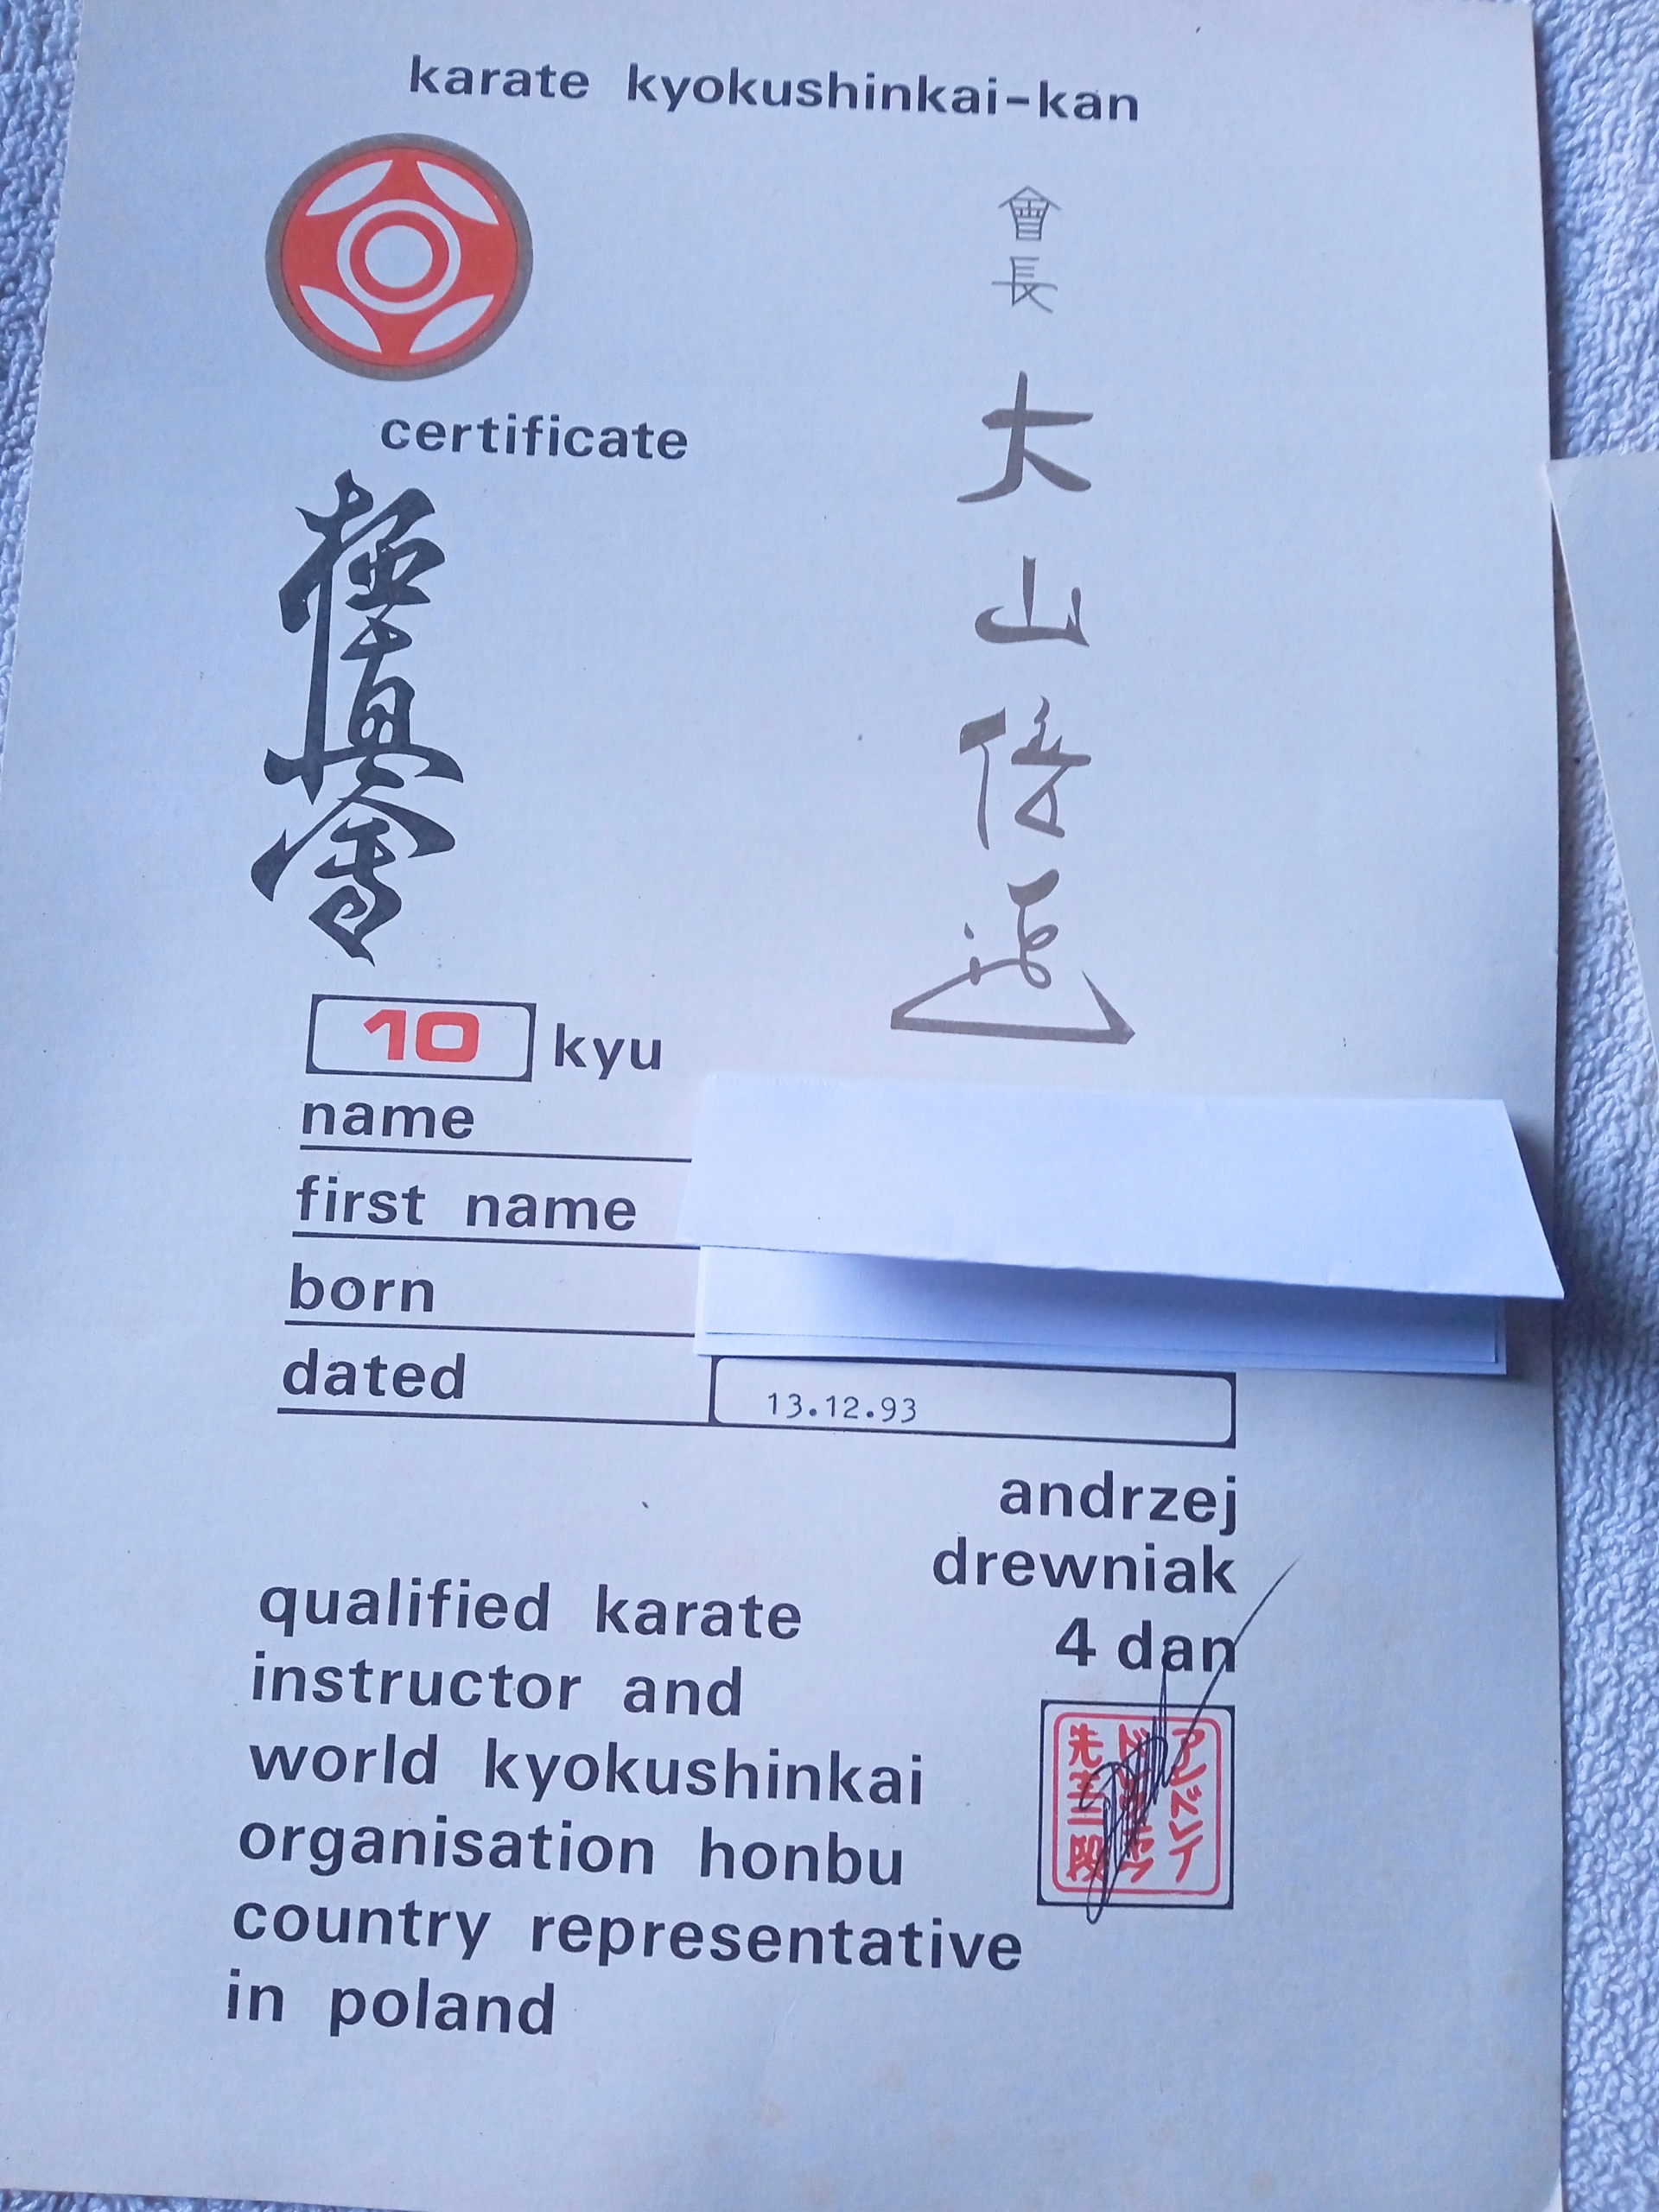 karate kyokushinkai-kan
會長
大山倍達
certificate
極真會
10 kyu
name
first name
born
dated 13.12.93
andrzej
drewniak
4 dan
qualified karate
instructor and
world kyokushinkai
organisation honbu
country representative
in poland